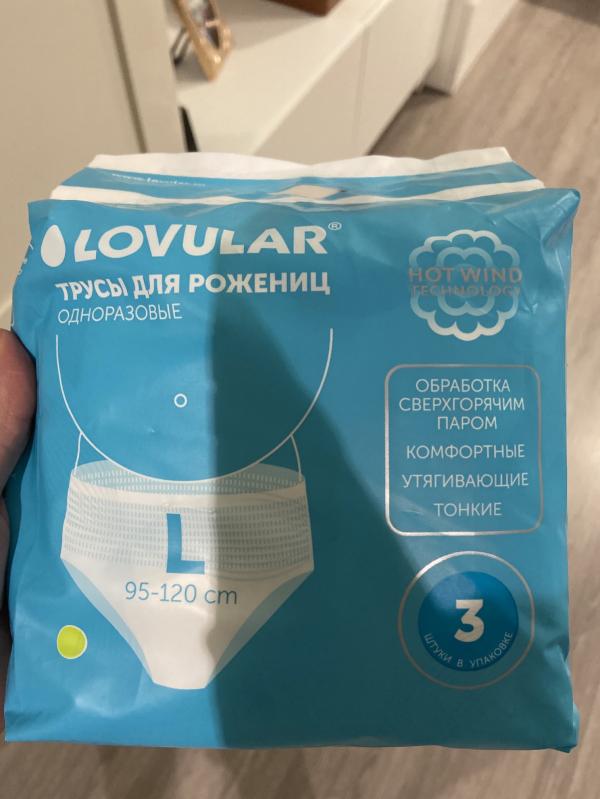 LOVULAR®
ТРУСЫ ДЛЯ РОЖЕНИЦ
ОДНОРАЗОВЫЕ
HOT WIND
TECHNOLOGY
ОБРАБОТКА
СВЕРХГОРЯЧИМ
ПАРОМ
КОМФОРТНЫЕ
УТЯГИВАЮЩИЕ
ТОНКИЕ
L
95-120 cm
3
ШТУКИ В УПАКОВКЕ